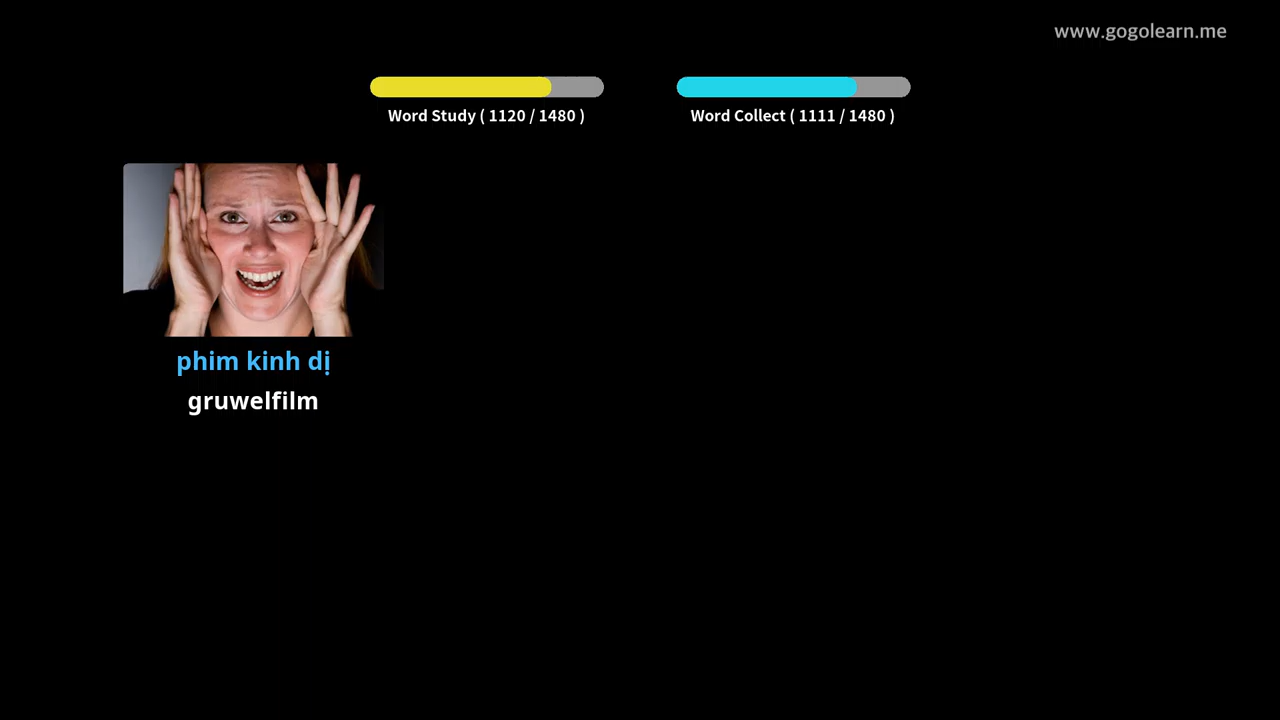 www.gogolearn.me
Word Study ( 1120 / 1480 )
Word Collect ( 1111 / 1480 )
phim kinh dị
gruwelfilm